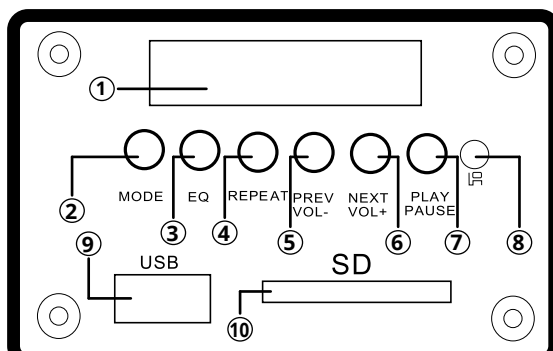 ①
MODE EQ REPEAT PREV VOL- NEXT VOL+ PLAY PAUSE
② ③ ④ ⑤ ⑥ ⑦ ⑧
⑨
USB SD
⑩